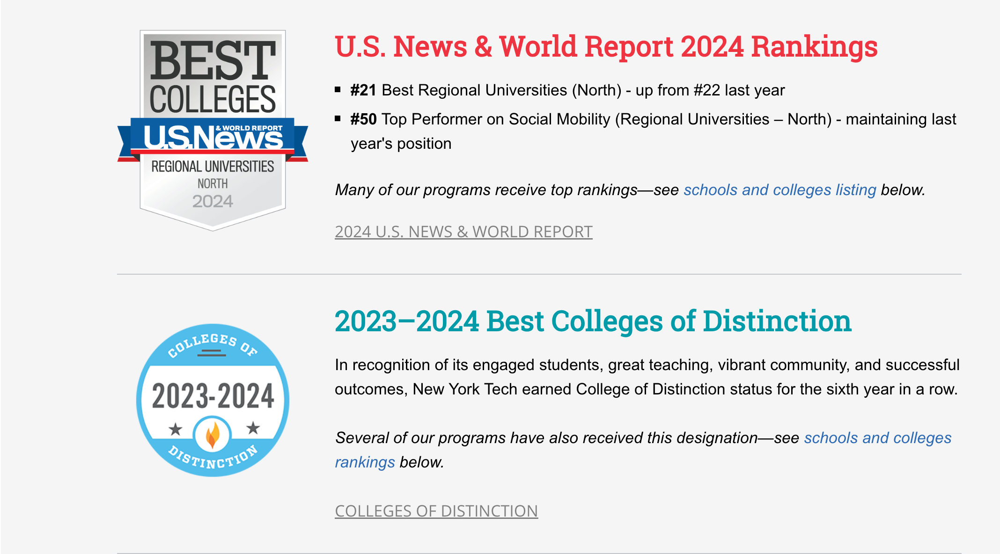 BEST
COLLEGES
U.S.News & WORLD REPORT
REGIONAL UNIVERSITIES
NORTH
2024
U.S. News & World Report 2024 Rankings
▪ #21 Best Regional Universities (North) - up from #22 last year
▪ #50 Top Performer on Social Mobility (Regional Universities – North) - maintaining last
year's position
Many of our programs receive top rankings—see schools and colleges listing below.
2024 U.S. NEWS & WORLD REPORT
COLLEGES OF
2023-2024
DISTINCTION
2023–2024 Best Colleges of Distinction
In recognition of its engaged students, great teaching, vibrant community, and successful
outcomes, New York Tech earned College of Distinction status for the sixth year in a row.
Several of our programs have also received this designation—see schools and colleges
rankings below.
COLLEGES OF DISTINCTION